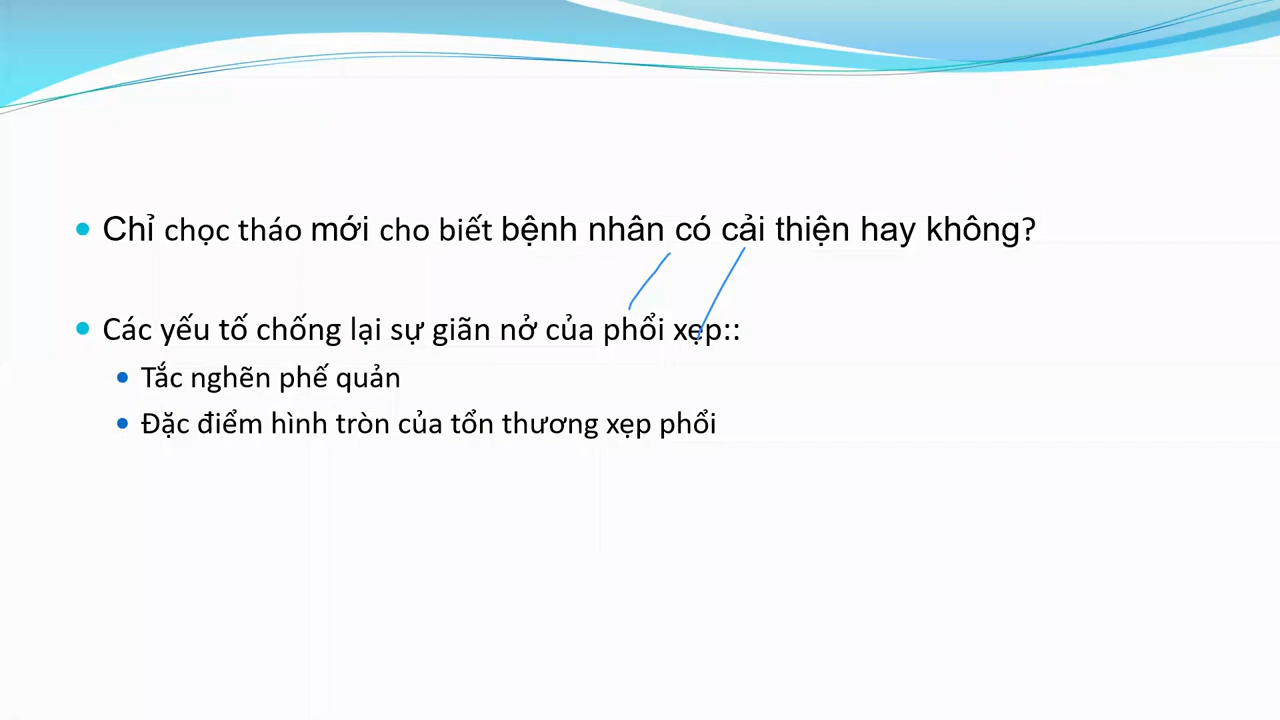 Chỉ chọc tháo mới cho biết bệnh nhân có cải thiện hay không?
Các yếu tố chống lại sự giãn nở của phổi xẹp::
Tắc nghẽn phế quản
Đặc điểm hình tròn của tổn thương xẹp phổi